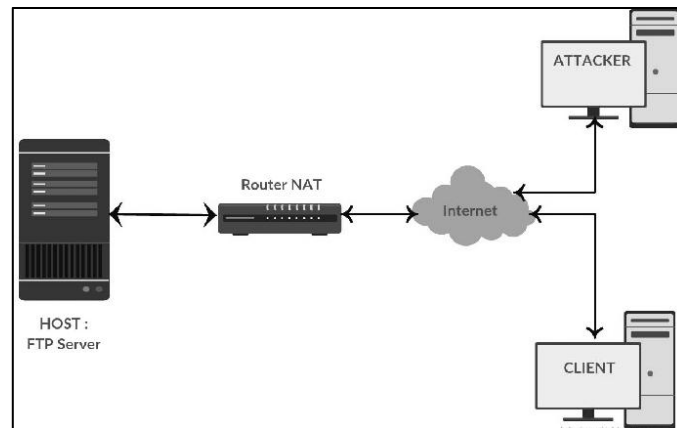 ATTACKER
Router NAT
Internet
HOST :
FTP Server
CLIENT